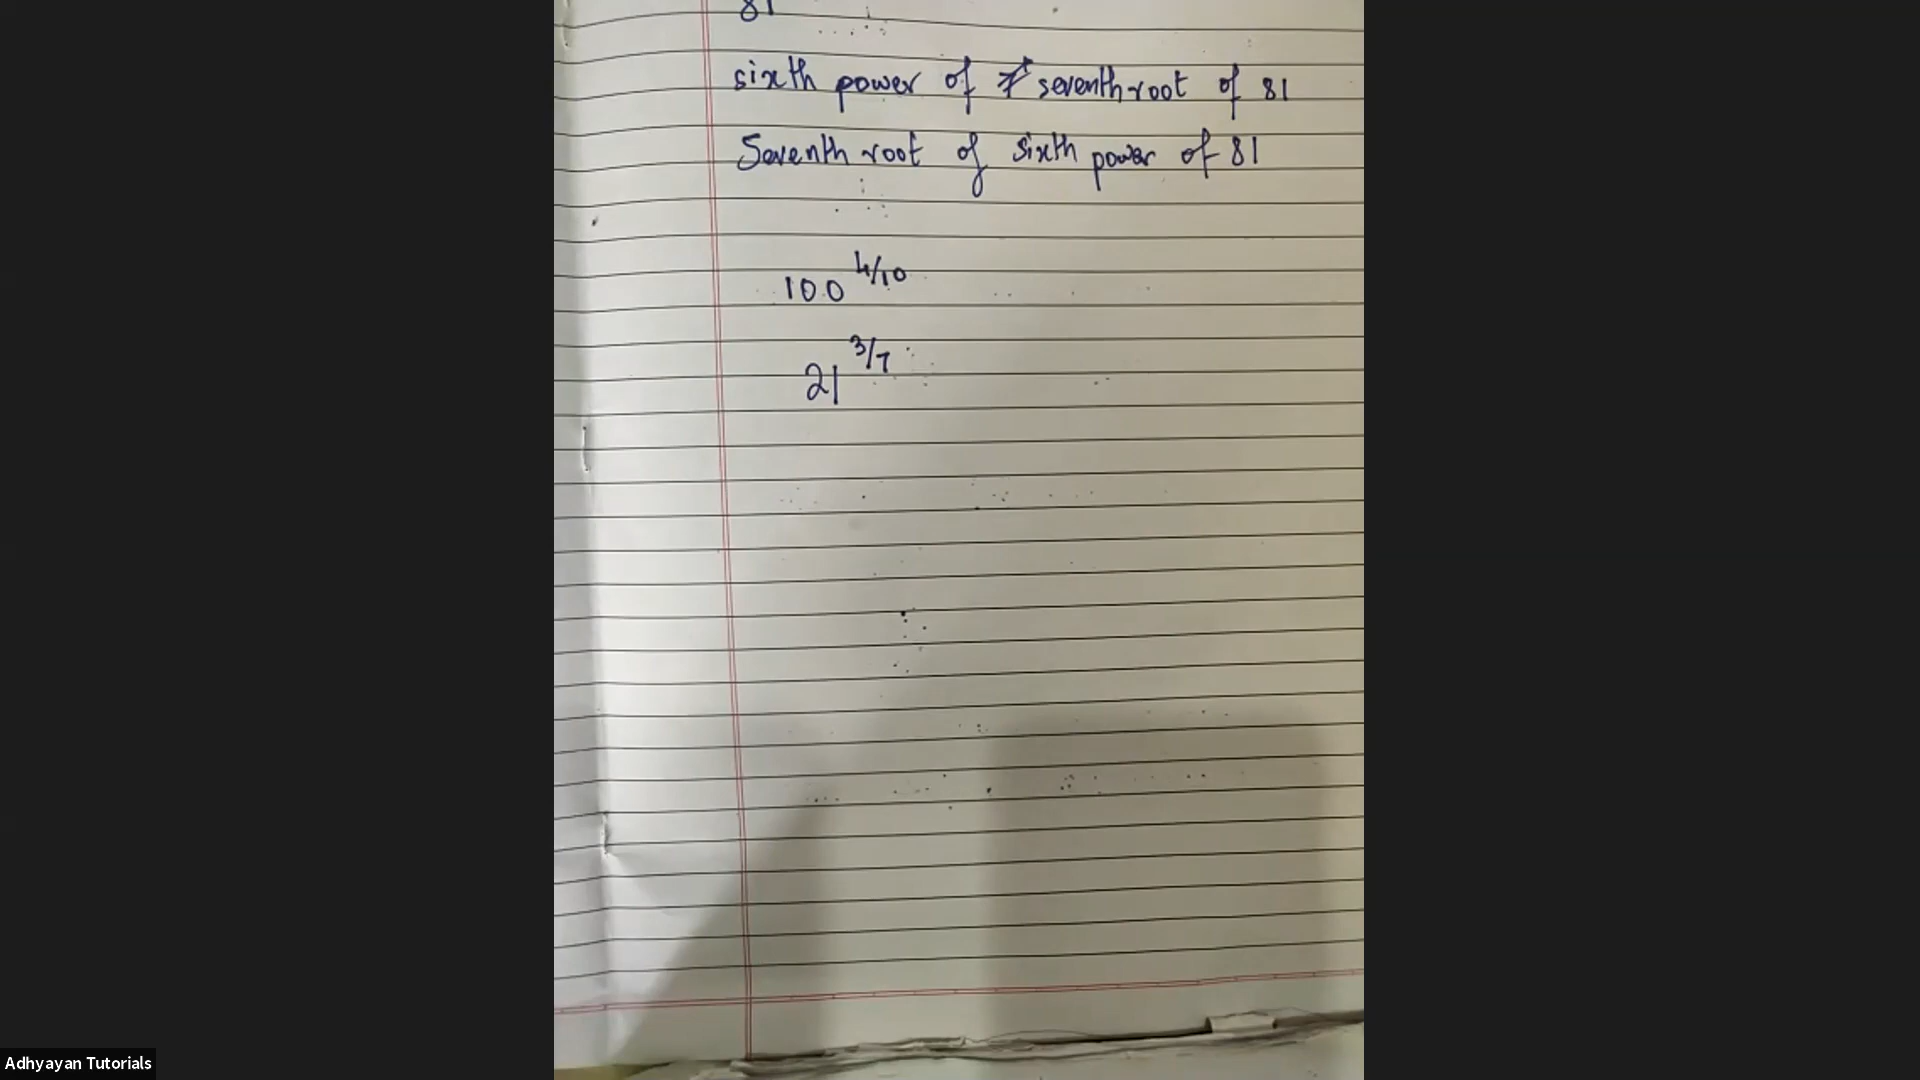 81
sixth power of seventh root of 81
Seventh root of sixth power of 81
100^4/10
21^3/7
Adhyayan Tutorials